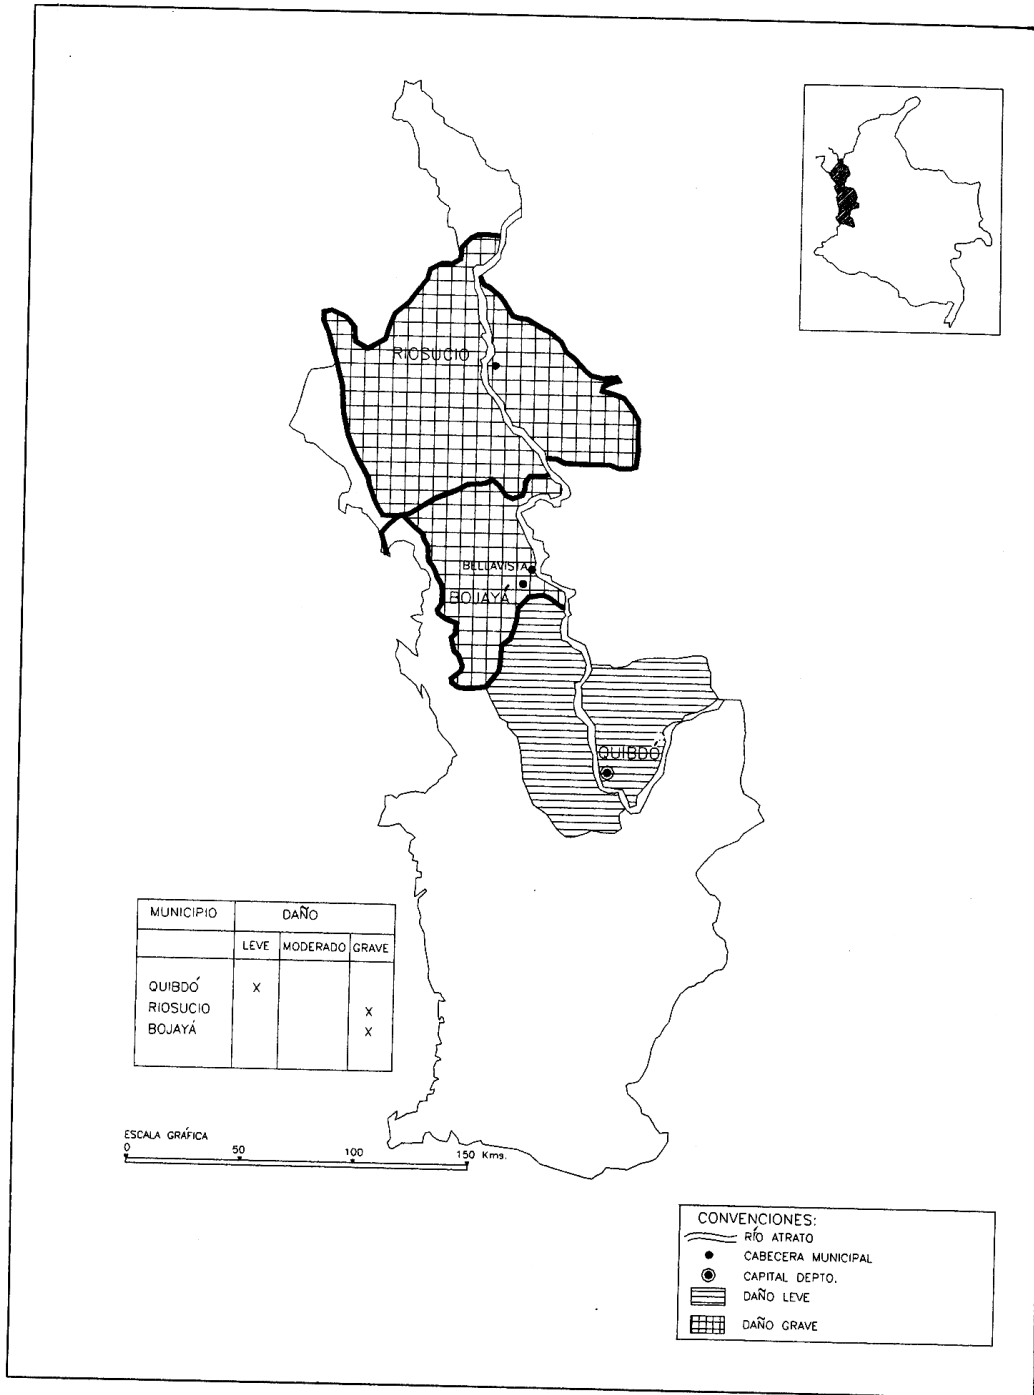 RIOSUCIO
BELLAVISTA
BOJAYÁ
QUIBDÓ
MUNICIPIO DAÑO
LEVE MODERADO GRAVE
QUIBDÓ X
RIOSUCIO X
BOJAYÁ X
ESCALA GRÁFICA
0 50 100 150 Kms.
CONVENCIONES:
RÍO ATRATO
CABECERA MUNICIPAL
CAPITAL DEPTO.
DAÑO LEVE
DAÑO GRAVE